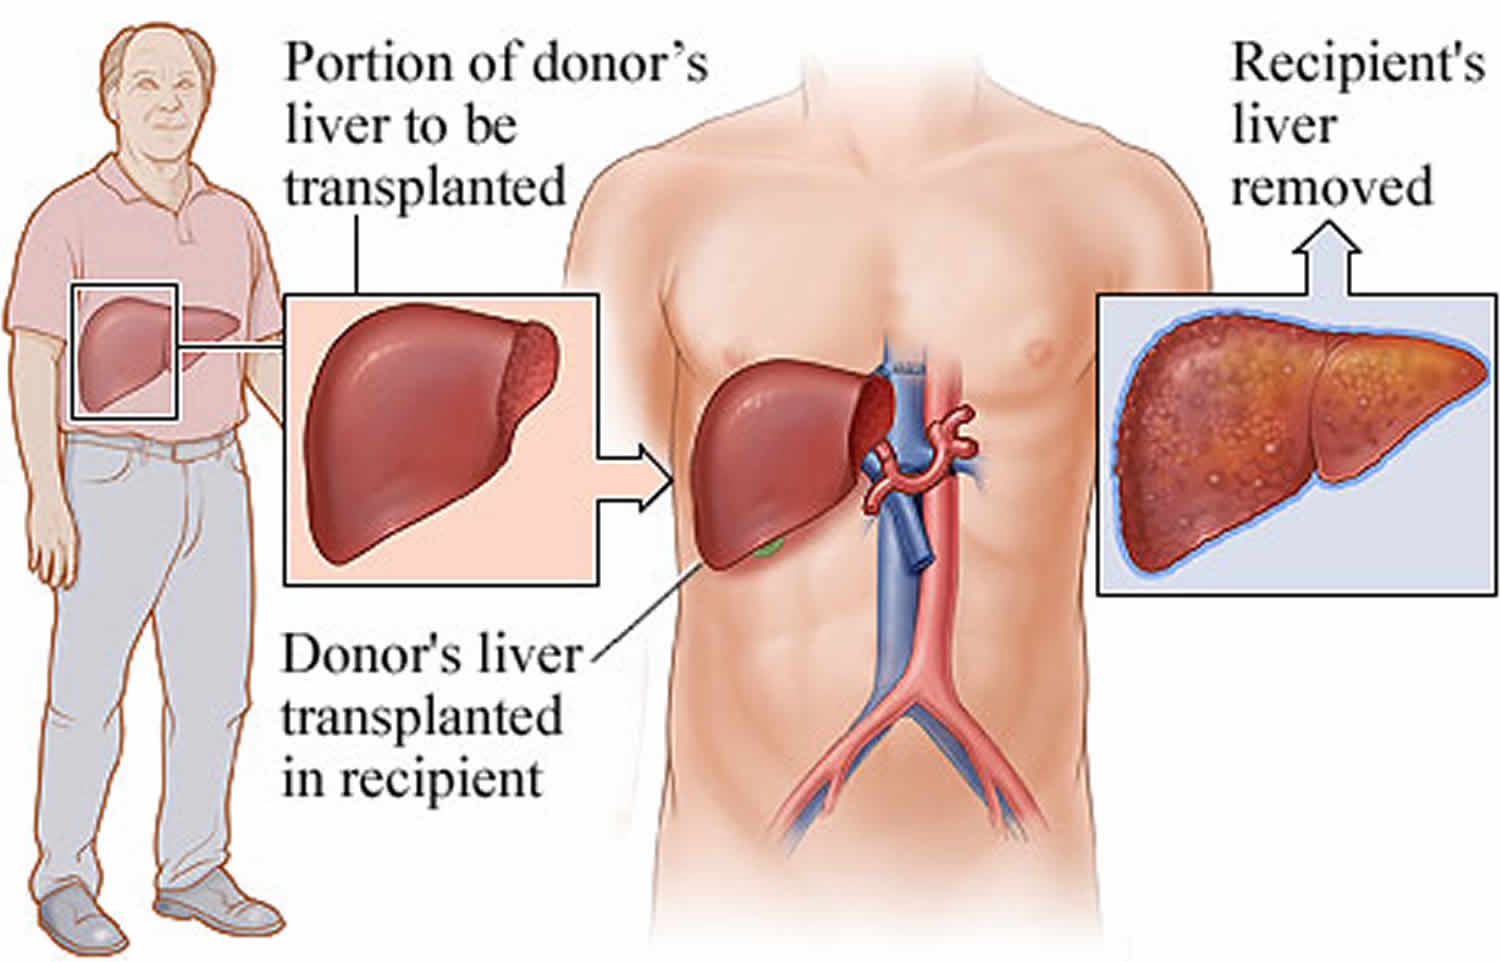 Portion of donor’s
liver to be
transplanted
Recipient's
liver
removed
Donor's liver
transplanted
in recipient